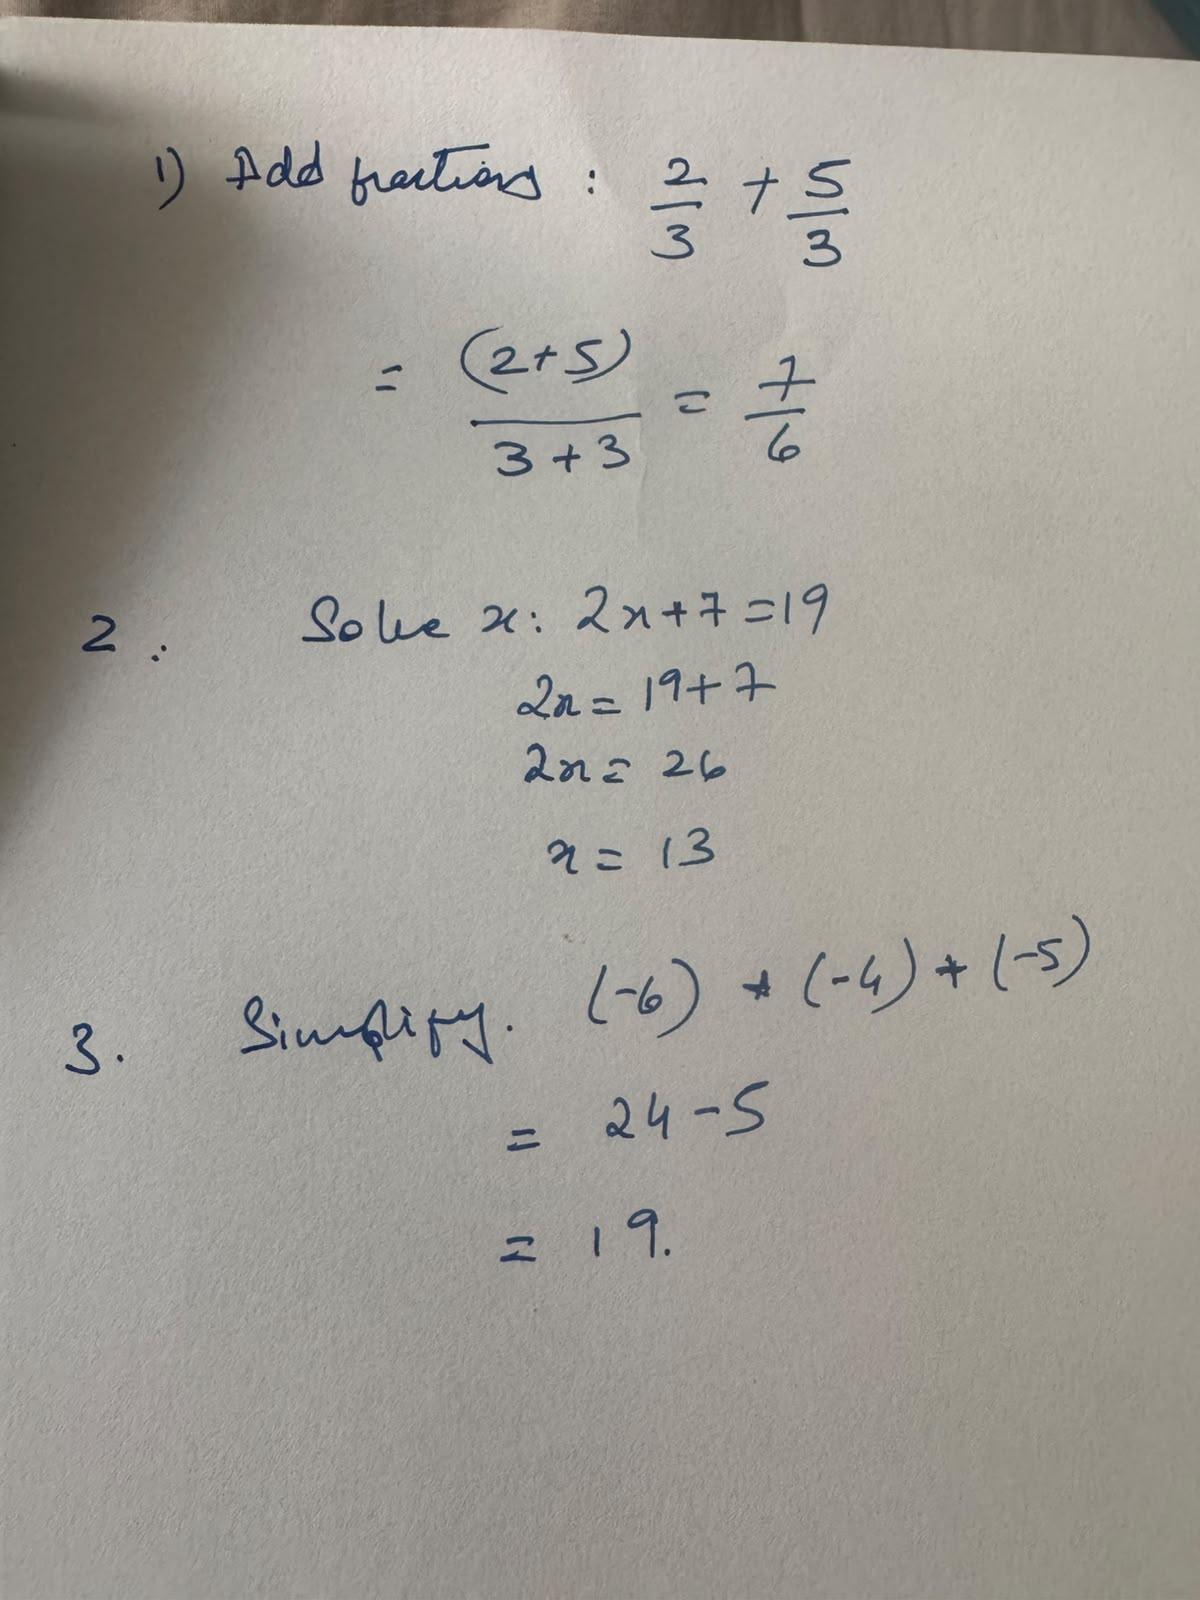 1) Add fractions : 2/3 + 5/3
= (2+5)/3+3 = 7/6
2. Solve x: 2x+7=19
2x= 19+7
2x= 26
x= 13
3. Simplify. (-6) * (-4) * (-5)
= 24-5
= 19.